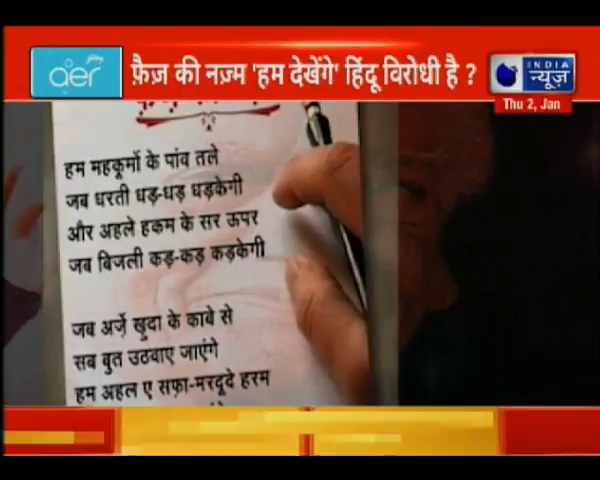 aer
फ़ैज़ की नज़्म 'हम देखेंगे' हिंदू विरोधी है ?
INDIA
न्यूज़
Thu 2, Jan
हम महकूमों के पांव तले
जब धरती धड़-धड़ धड़केगी
और अहले हकम के सर ऊपर
जब बिजली कड़-कड़ कड़केगी
जब अर्ज़े ख़ुदा के काबे से
सब बुत उठवाए जाएंगे
हम अहल ए सफ़ा-मरदूदे हरम